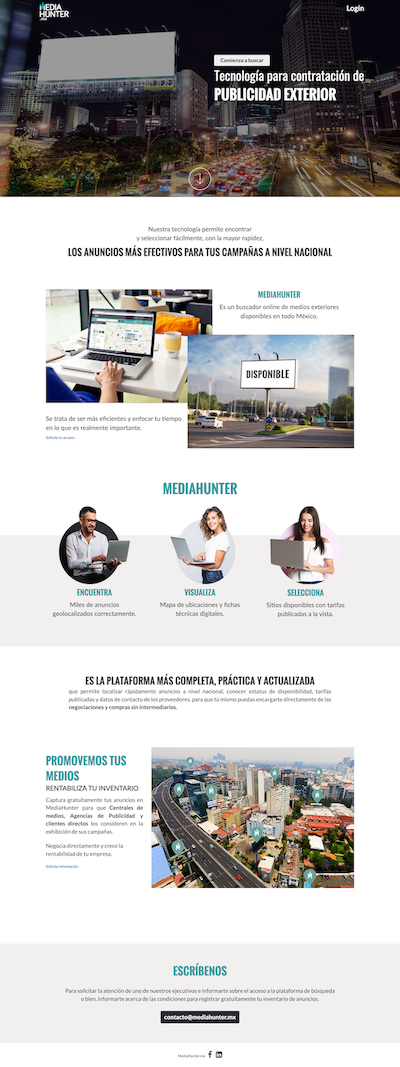 MEDIA
HUNTER
.MX
Login
Comienza a buscar
Tecnología para contratación de
PUBLICIDAD EXTERIOR
Nuestra tecnología permite encontrar
y seleccionar fácilmente, con la mayor rapidez,
LOS ANUNCIOS MÁS EFECTIVOS PARA TUS CAMPAÑAS A NIVEL NACIONAL
MEDIAHUNTER
Es un buscador online de medios exteriores
disponibles en todo México.
DISPONIBLE
Se trata de ser más eficientes y enfocar tu tiempo
en lo que es realmente importante.
Solicita tu acceso
MEDIAHUNTER
ENCUENTRA
Miles de anuncios
geolocalizados correctamente.
VISUALIZA
Mapa de ubicaciones y fichas
técnicas digitales.
SELECCIONA
Sitios disponibles con tarifas
publicadas a la vista.
ES LA PLATAFORMA MÁS COMPLETA, PRÁCTICA Y ACTUALIZADA
que permite localizar rápidamente anuncios a nivel nacional, conocer estatus de disponibilidad, tarifas
publicadas y datos de contacto de los proveedores, para que tú mismo puedas encargarte directamente de las
negociaciones y compras sin intermediarios.
PROMOVEMOS TUS
MEDIOS
RENTABILIZA TU INVENTARIO
Captura gratuitamente tus anuncios en
MediaHunter para que Centrales de
medios, Agencias de Publicidad y
clientes directos los consideren en la
exhibición de sus campañas.
Negocia directamente y crece la
rentabilidad de tu empresa.
Solicita información
ESCRÍBENOS
Para solicitar la atención de uno de nuestros ejecutivos e informarte sobre el acceso a la plataforma de búsqueda
o bien, informarte acerca de las condiciones para registrar gratuitamente tu inventario de anuncios.
contacto@mediahunter.mx
MediaHunter.mx